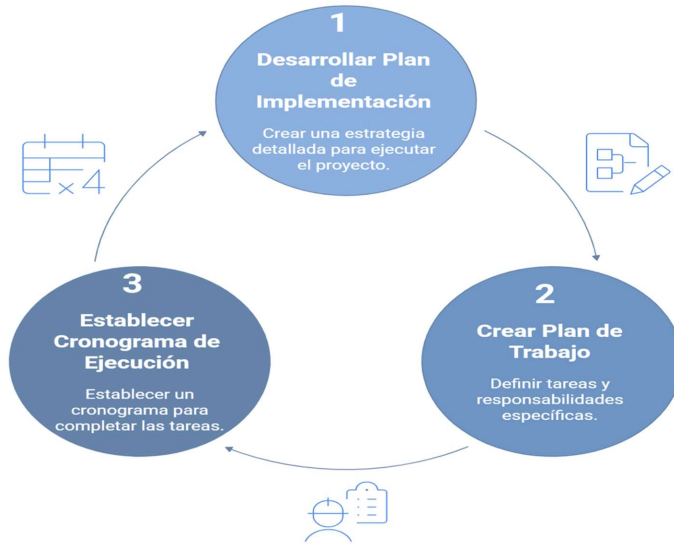 1
Desarrollar Plan
de
Implementación
Crear una estrategia
detallada para ejecutar
el proyecto.
×4
3
Establecer
Cronograma de
Ejecución
Establecer un
cronograma para
completar las tareas.
2
Crear Plan de
Trabajo
Definir tareas y
responsabilidades
específicas.